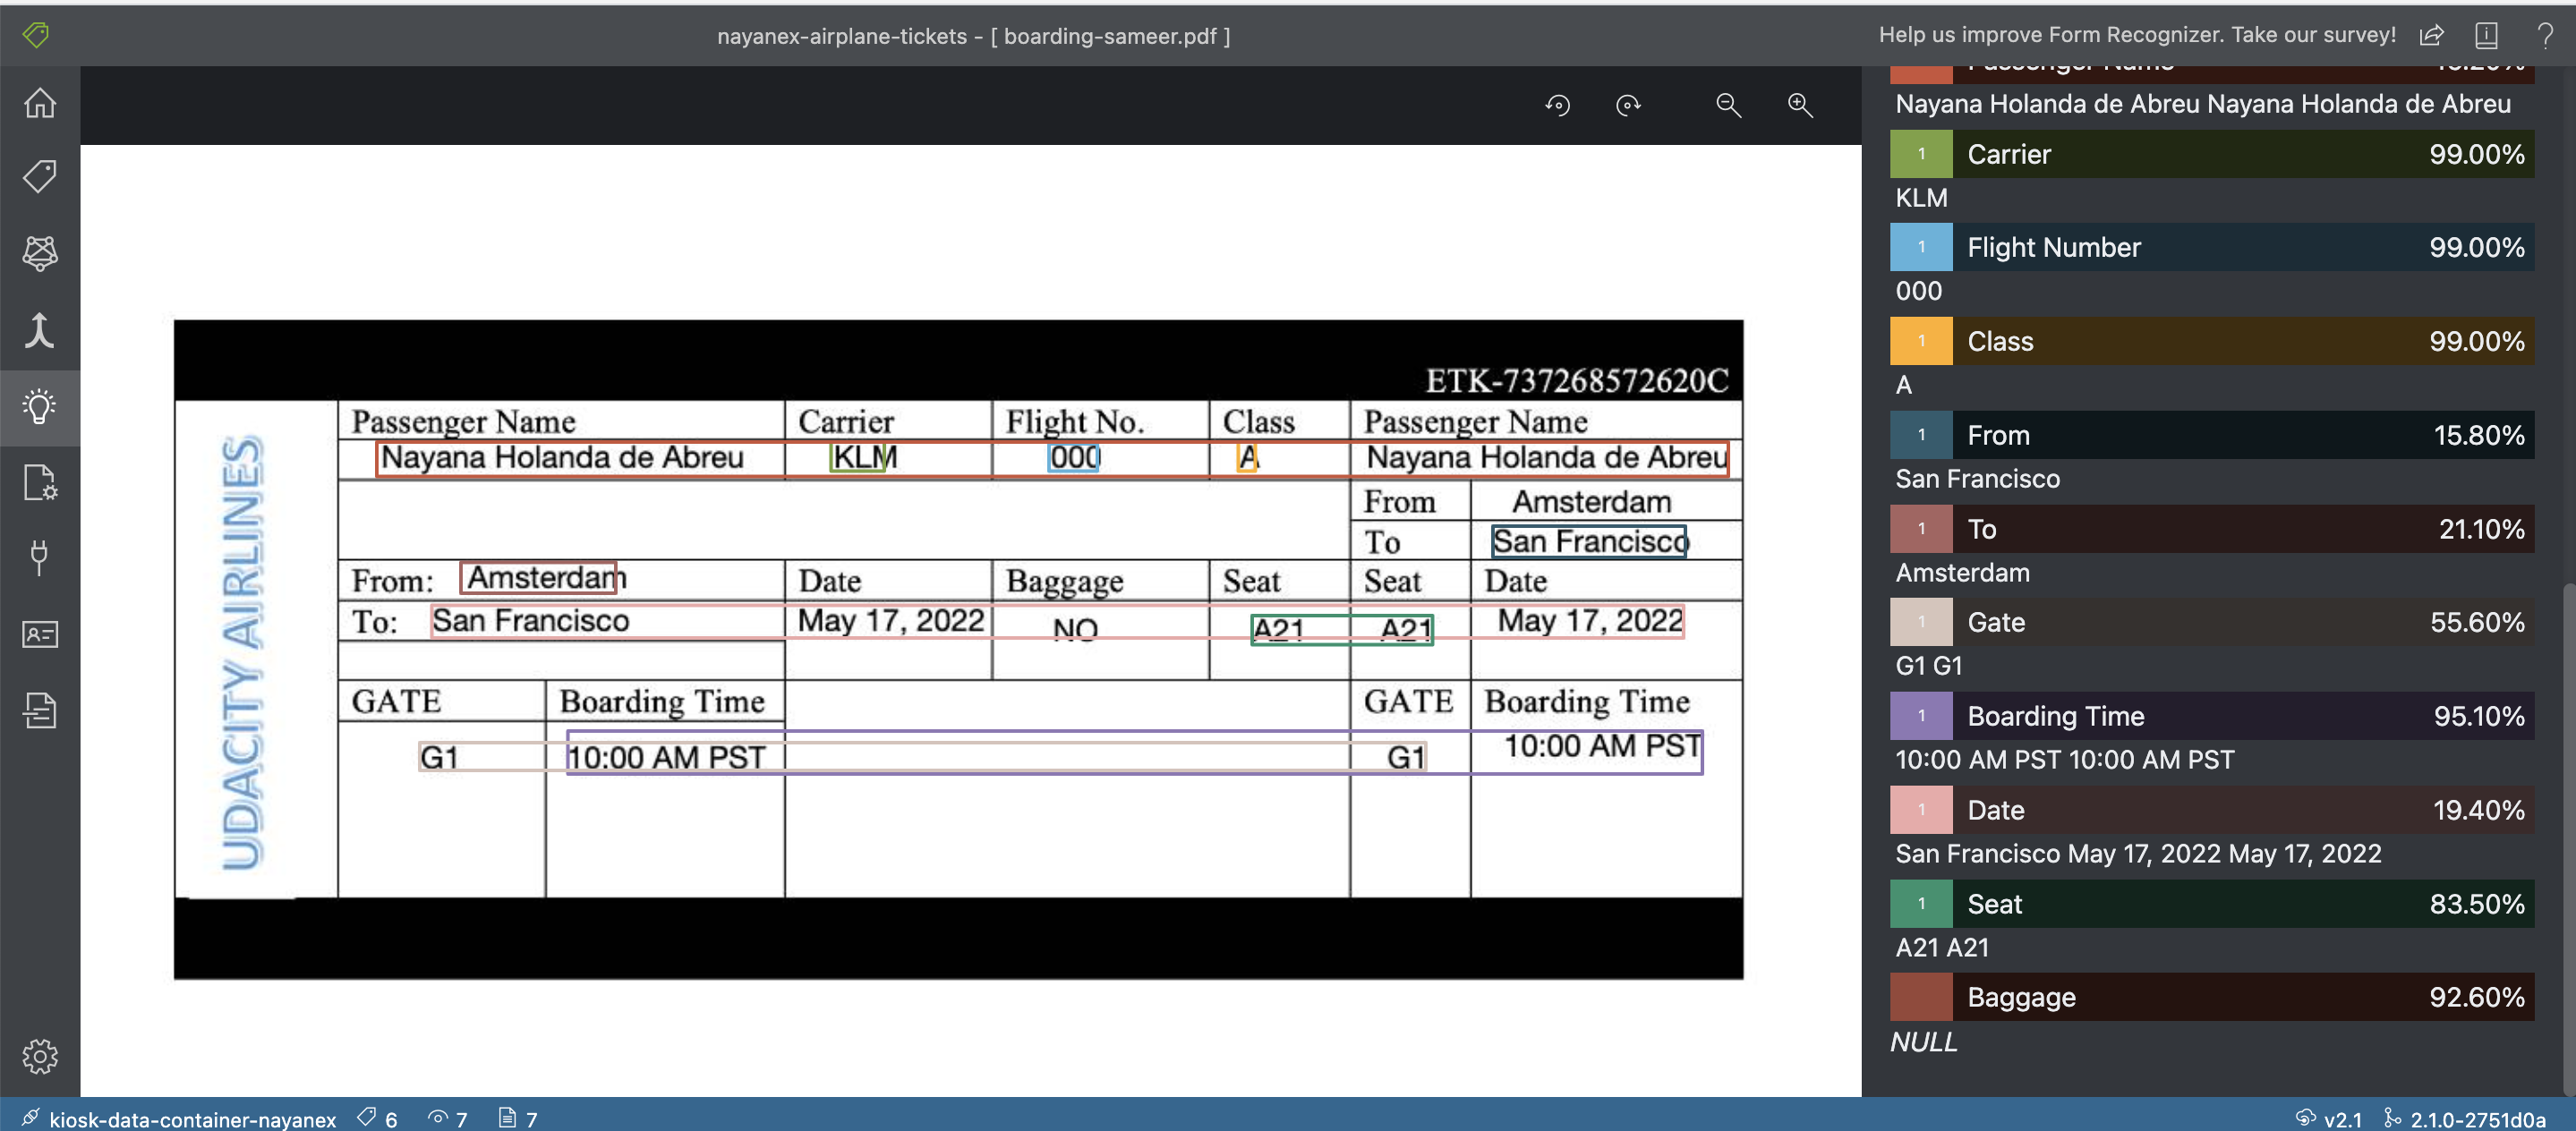 nayanex-airplane-tickets - [ boarding-sameer.pdf ]
Help us improve Form Recognizer. Take our survey!
ETK-737268572620C
UDACITY AIRLINES
Passenger Name Carrier Flight No. Class Passenger Name
Nayana Holanda de Abreu KLM 000 A Nayana Holanda de Abreu
From Amsterdam
To San Francisco
From: Amsterdam Date Baggage Seat Seat Date
To: San Francisco May 17, 2022 NO A21 A21 May 17, 2022
GATE Boarding Time GATE Boarding Time
G1 10:00 AM PST G1 10:00 AM PST
Passenger Name
Nayana Holanda de Abreu Nayana Holanda de Abreu
1 Carrier 99.00%
KLM
1 Flight Number 99.00%
000
1 Class 99.00%
A
1 From 15.80%
San Francisco
1 To 21.10%
Amsterdam
1 Gate 55.60%
G1 G1
1 Boarding Time 95.10%
10:00 AM PST 10:00 AM PST
1 Date 19.40%
San Francisco May 17, 2022 May 17, 2022
1 Seat 83.50%
A21 A21
Baggage 92.60%
NULL
kiosk-data-container-nayanex 6 7 7
v2.1 2.1.0-2751d0a